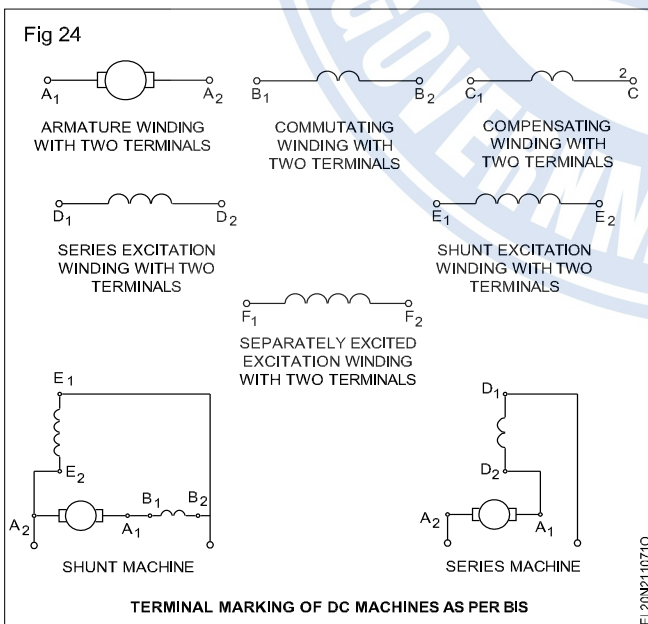 Fig 24
A1 A2
ARMATURE WINDING
WITH TWO TERMINALS
B1 B2
COMMUTATING
WINDING WITH
TWO TERMINALS
C1 2 C
COMPENSATING
WINDING WITH
TWO TERMINALS
D1 D2
SERIES EXCITATION
WINDING WITH TWO
TERMINALS
E1 E2
SHUNT EXCITATION
WINDING WITH TWO
TERMINALS
F1 F2
SEPARATELY EXCITED
EXCITATION WINDING
WITH TWO TERMINALS
E1
E2
A2 A1 B1 B2
SHUNT MACHINE
D1
D2
A2 A1
SERIES MACHINE
TERMINAL MARKING OF DC MACHINES AS PER BIS
GOVERNM